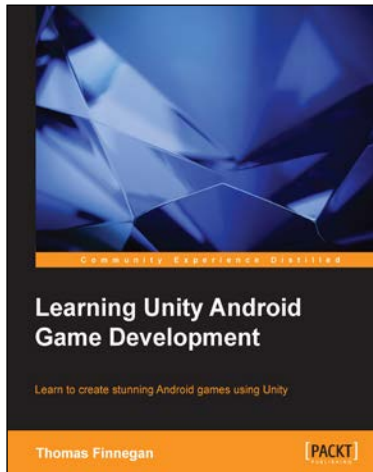 Community Experience Distilled
Learning Unity Android
Game Development
Learn to create stunning Android games using Unity
Thomas Finnegan
[PACKT]
PUBLISHING